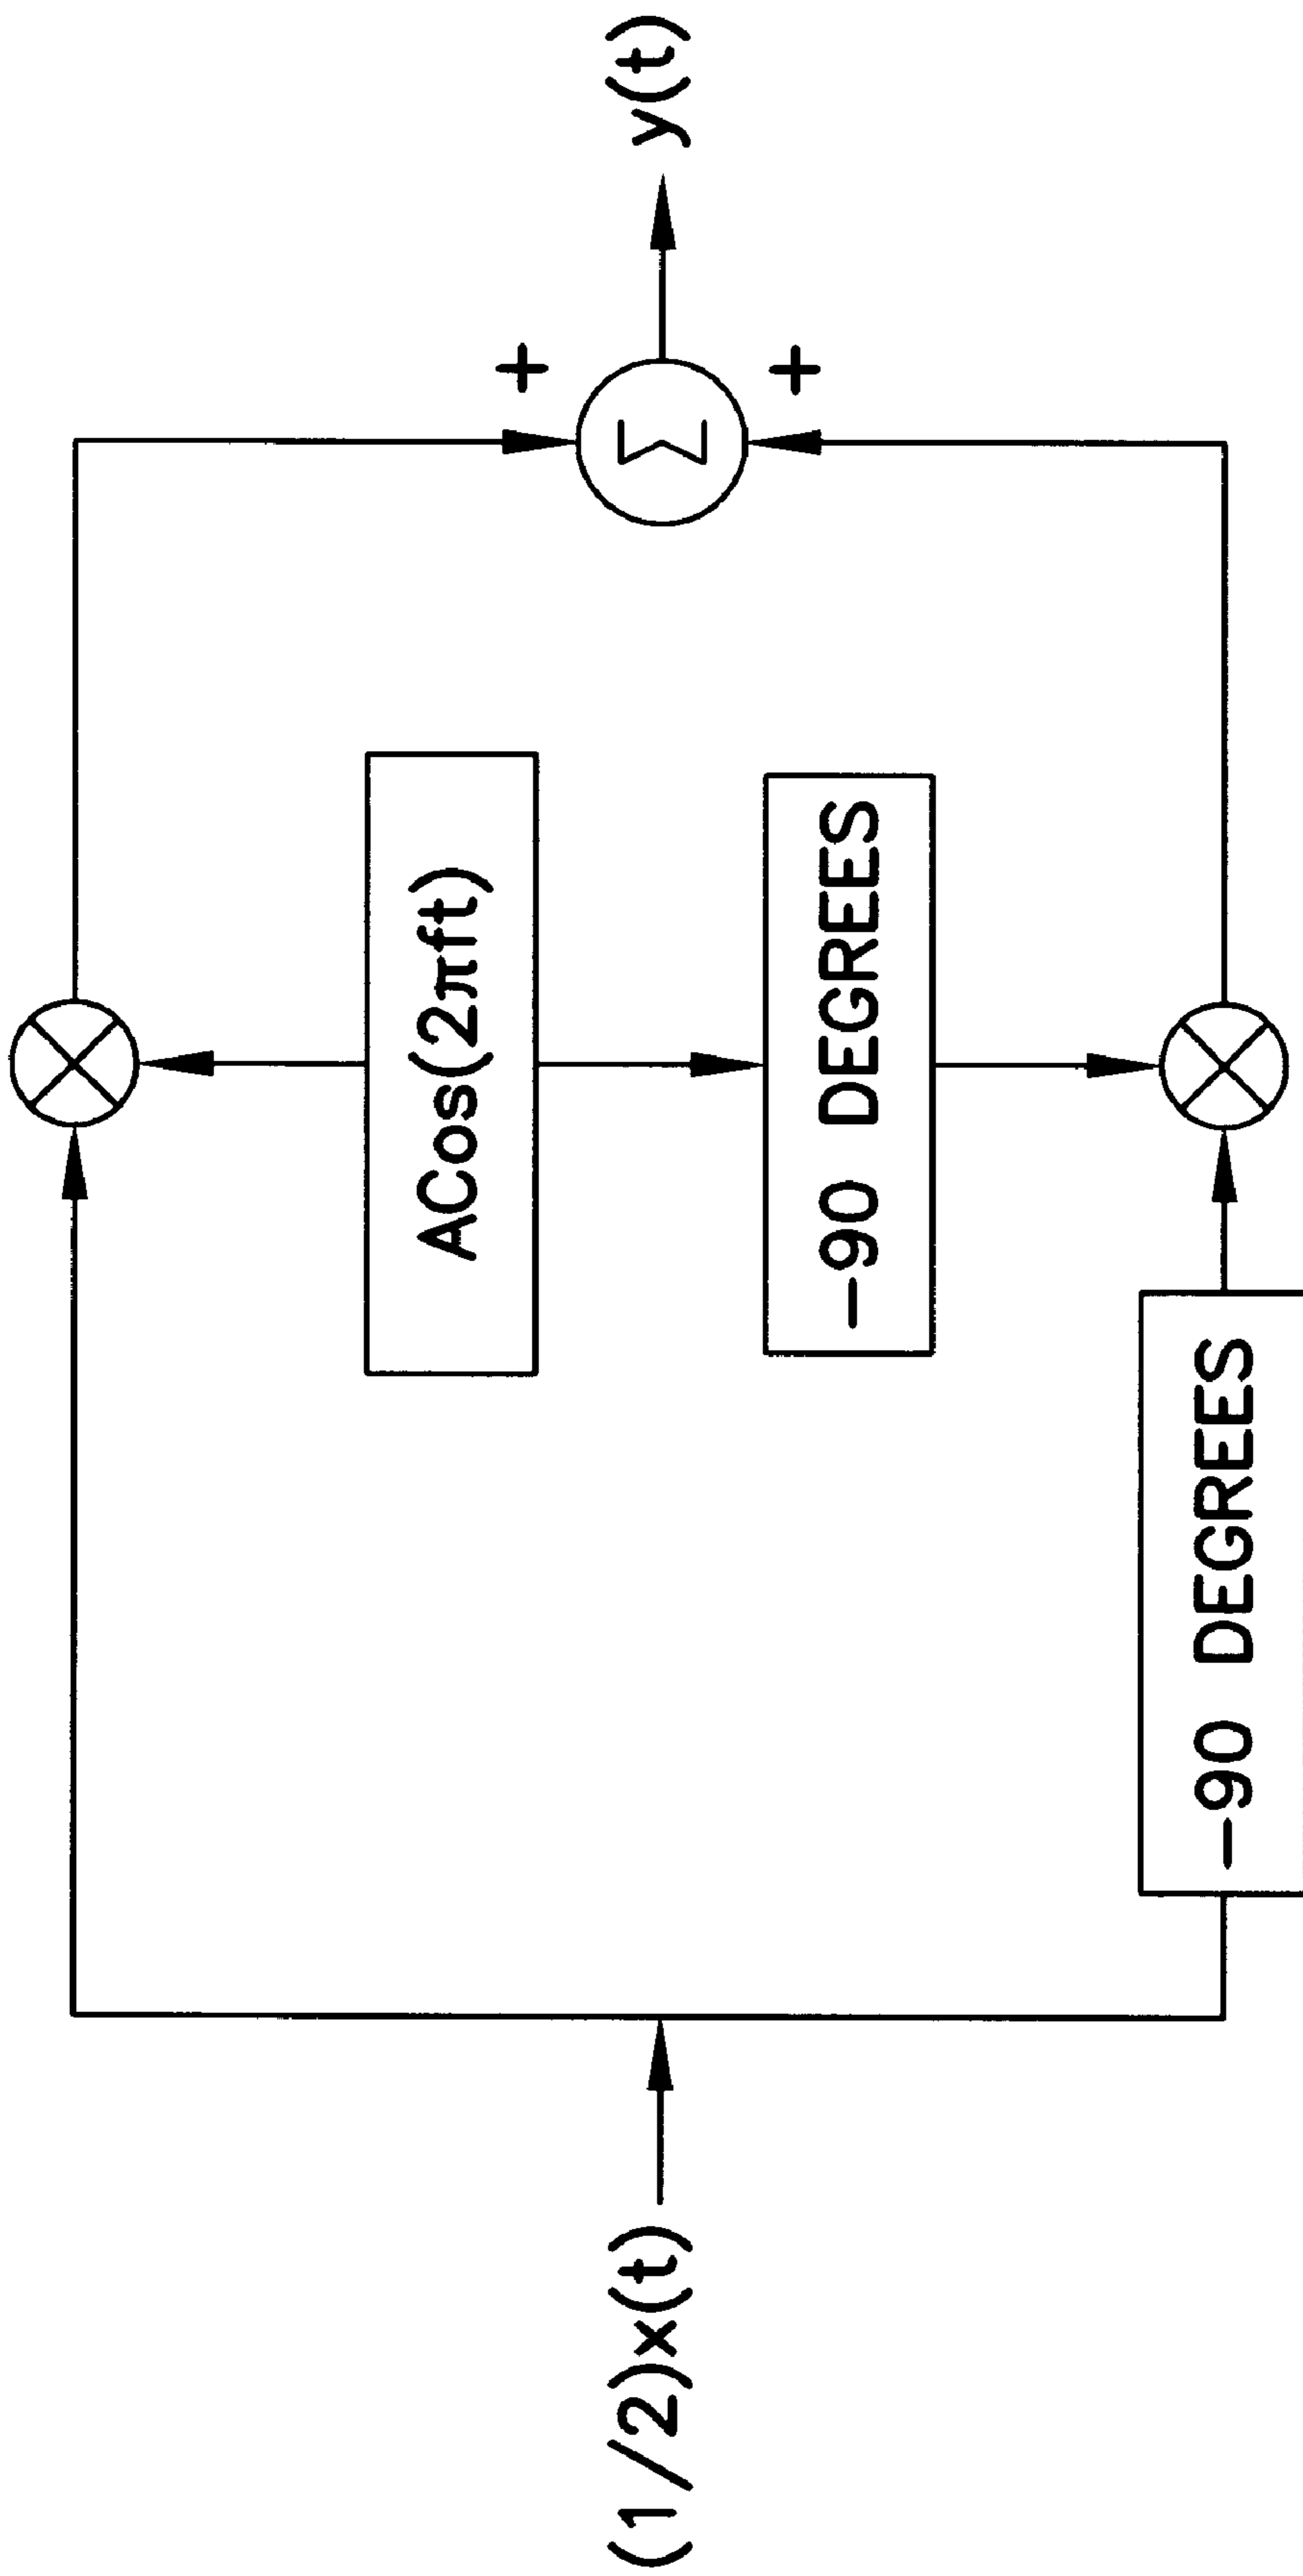 (1/2)x(t)
ACos(2πft)
-90 DEGREES
-90 DEGREES
Σ
+
+
y(t)